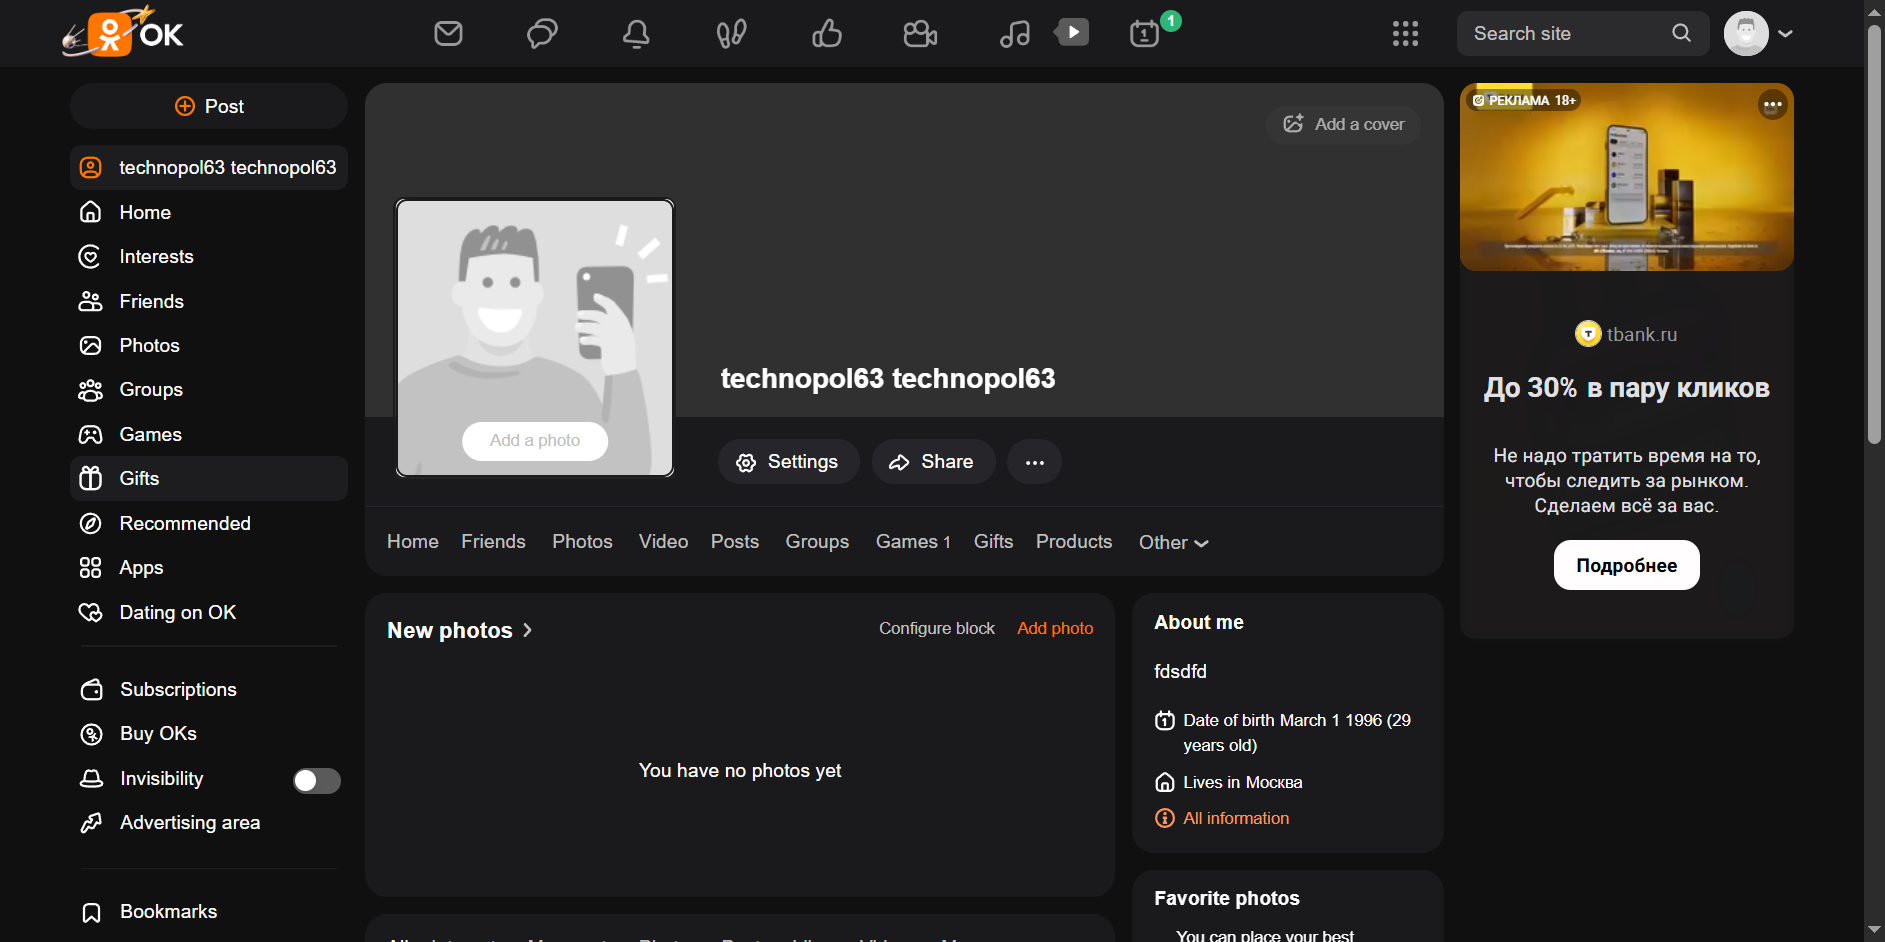 OK
1
1
Search site
Post
technopol63 technopol63
Home
Interests
Friends
Photos
Groups
Games
Gifts
Recommended
Apps
Dating on OK
Subscriptions
Buy OKs
Invisibility
Advertising area
Bookmarks
Add a cover
Add a photo
technopol63 technopol63
Settings
Share
Home Friends Photos Video Posts Groups Games 1 Gifts Products Other
New photos
Configure block Add photo
You have no photos yet
About me
fdsdfd
Date of birth March 1 1996 (29
years old)
Lives in Москва
All information
Favorite photos
You can place your best
РЕКЛАМА 18+
tbank.ru
До 30% в пару кликов
Не надо тратить время на то,
чтобы следить за рынком.
Сделаем всё за вас.
Подробнее